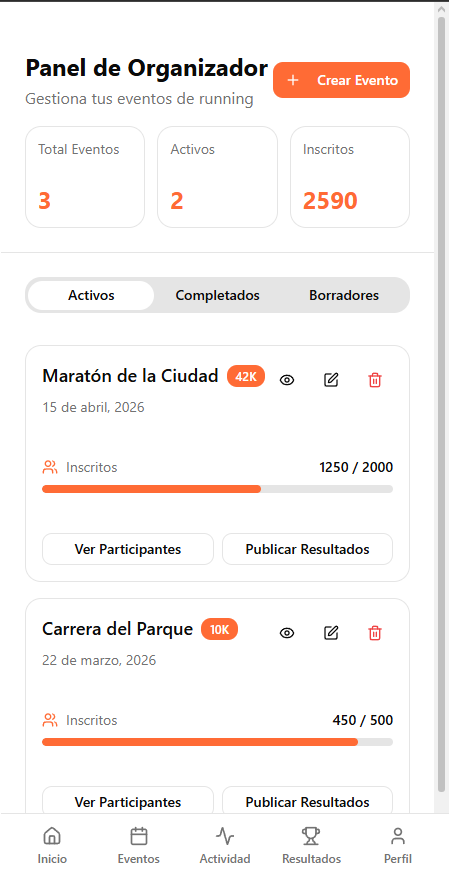 Panel de Organizador
Gestiona tus eventos de running
+ Crear Evento
Total Eventos
3
Activos
2
Inscritos
2590
Activos Completados Borradores
Maratón de la Ciudad 42K
15 de abril, 2026
Inscritos 1250 / 2000
Ver Participantes Publicar Resultados
Carrera del Parque 10K
22 de marzo, 2026
Inscritos 450 / 500
Ver Participantes Publicar Resultados
Inicio Eventos Actividad Resultados Perfil